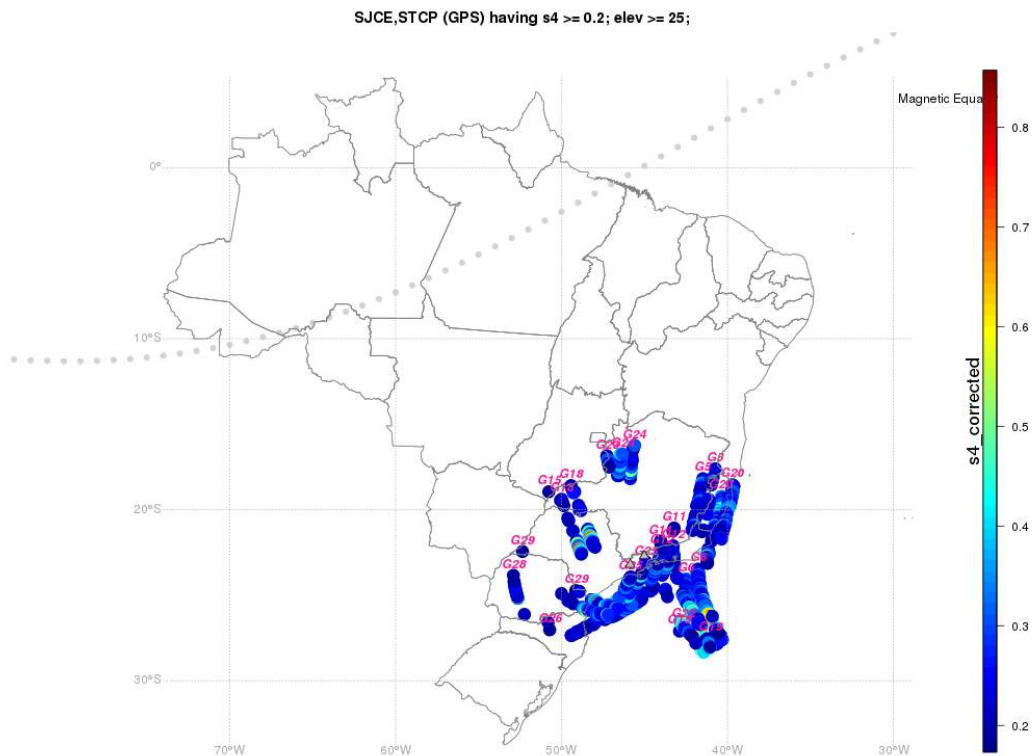 SJCE,STCP (GPS) having s4 >= 0.2; elev >= 25;
Magnetic Equa
0.8
0.7
0.6
0.5
0.4
0.3
0.2
s4_corrected
0°
10°S
20°S
30°S
70°W
60°W
50°W
40°W
30°W
G24
G15
G18
G20
G11
G29
G28
G29
G26